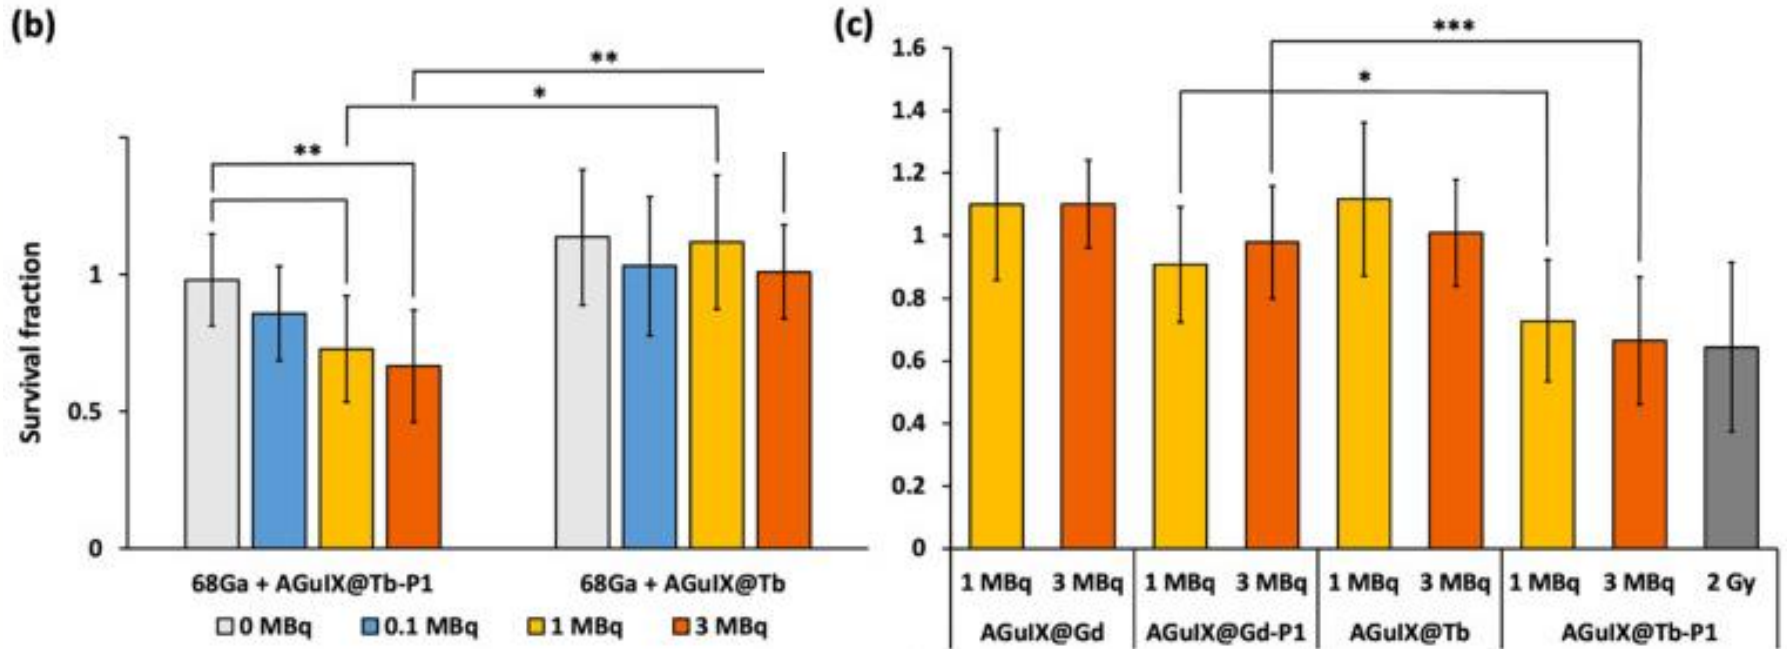 (b)
**
*
**
1
0.5
0
Survival fraction
68Ga + AGuIX@Tb-P1
68Ga + AGuIX@Tb
0 MBq
0.1 MBq
1 MBq
3 MBq
(c)
***
*
1.6
1.4
1.2
1
0.8
0.6
0.4
0.2
0
1 MBq 3 MBq 1 MBq 3 MBq 1 MBq 3 MBq 1 MBq 3 MBq 2 Gy
AGuIX@Gd AGuIX@Gd-P1 AGuIX@Tb AGuIX@Tb-P1